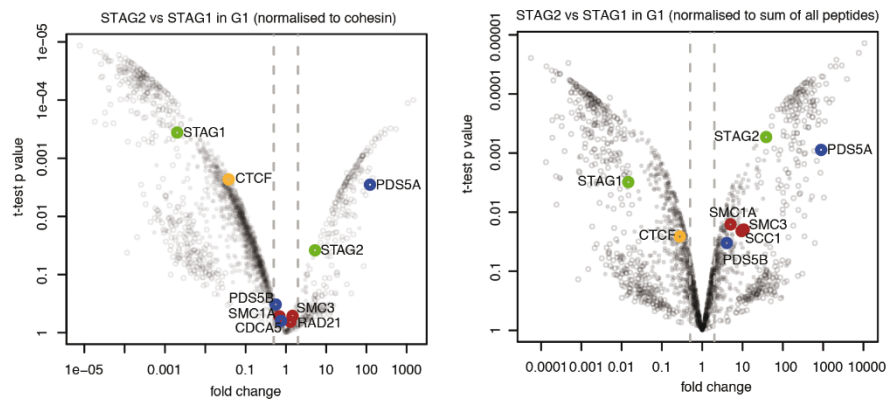 STAG2 vs STAG1 in G1 (normalised to cohesin)
1e-05
1e-04
0.001
0.01
0.1
1
t-test p value
STAG1
CTCF
PDS5A
STAG2
PDS5B
SMC1A
SMC3
CDCA5
RAD21
1e-05
0.001
0.1
1
10
100
1000
fold change
STAG2 vs STAG1 in G1 (normalised to sum of all peptides)
0.00001
0.0001
0.001
0.01
0.1
1
t-test p value
STAG2
PDS5A
STAG1
SMC1A
SMC3
CTCF
SCC1
PDS5B
0.0001
0.001
0.01
0.1
1.0
10
100
1000
10000
fold change